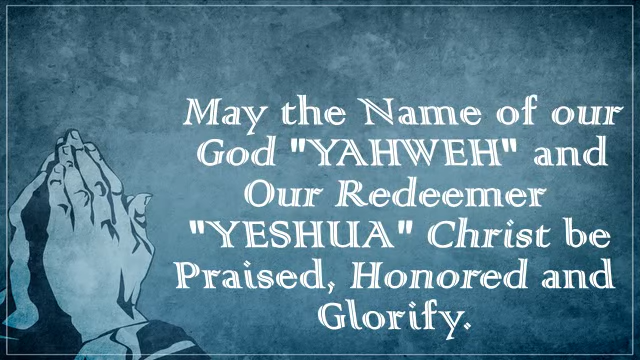 May the Name of our
God "YAHWEH" and
Our Redeemer
"YESHUA" Christ be
Praised, Honored and
Glorify.